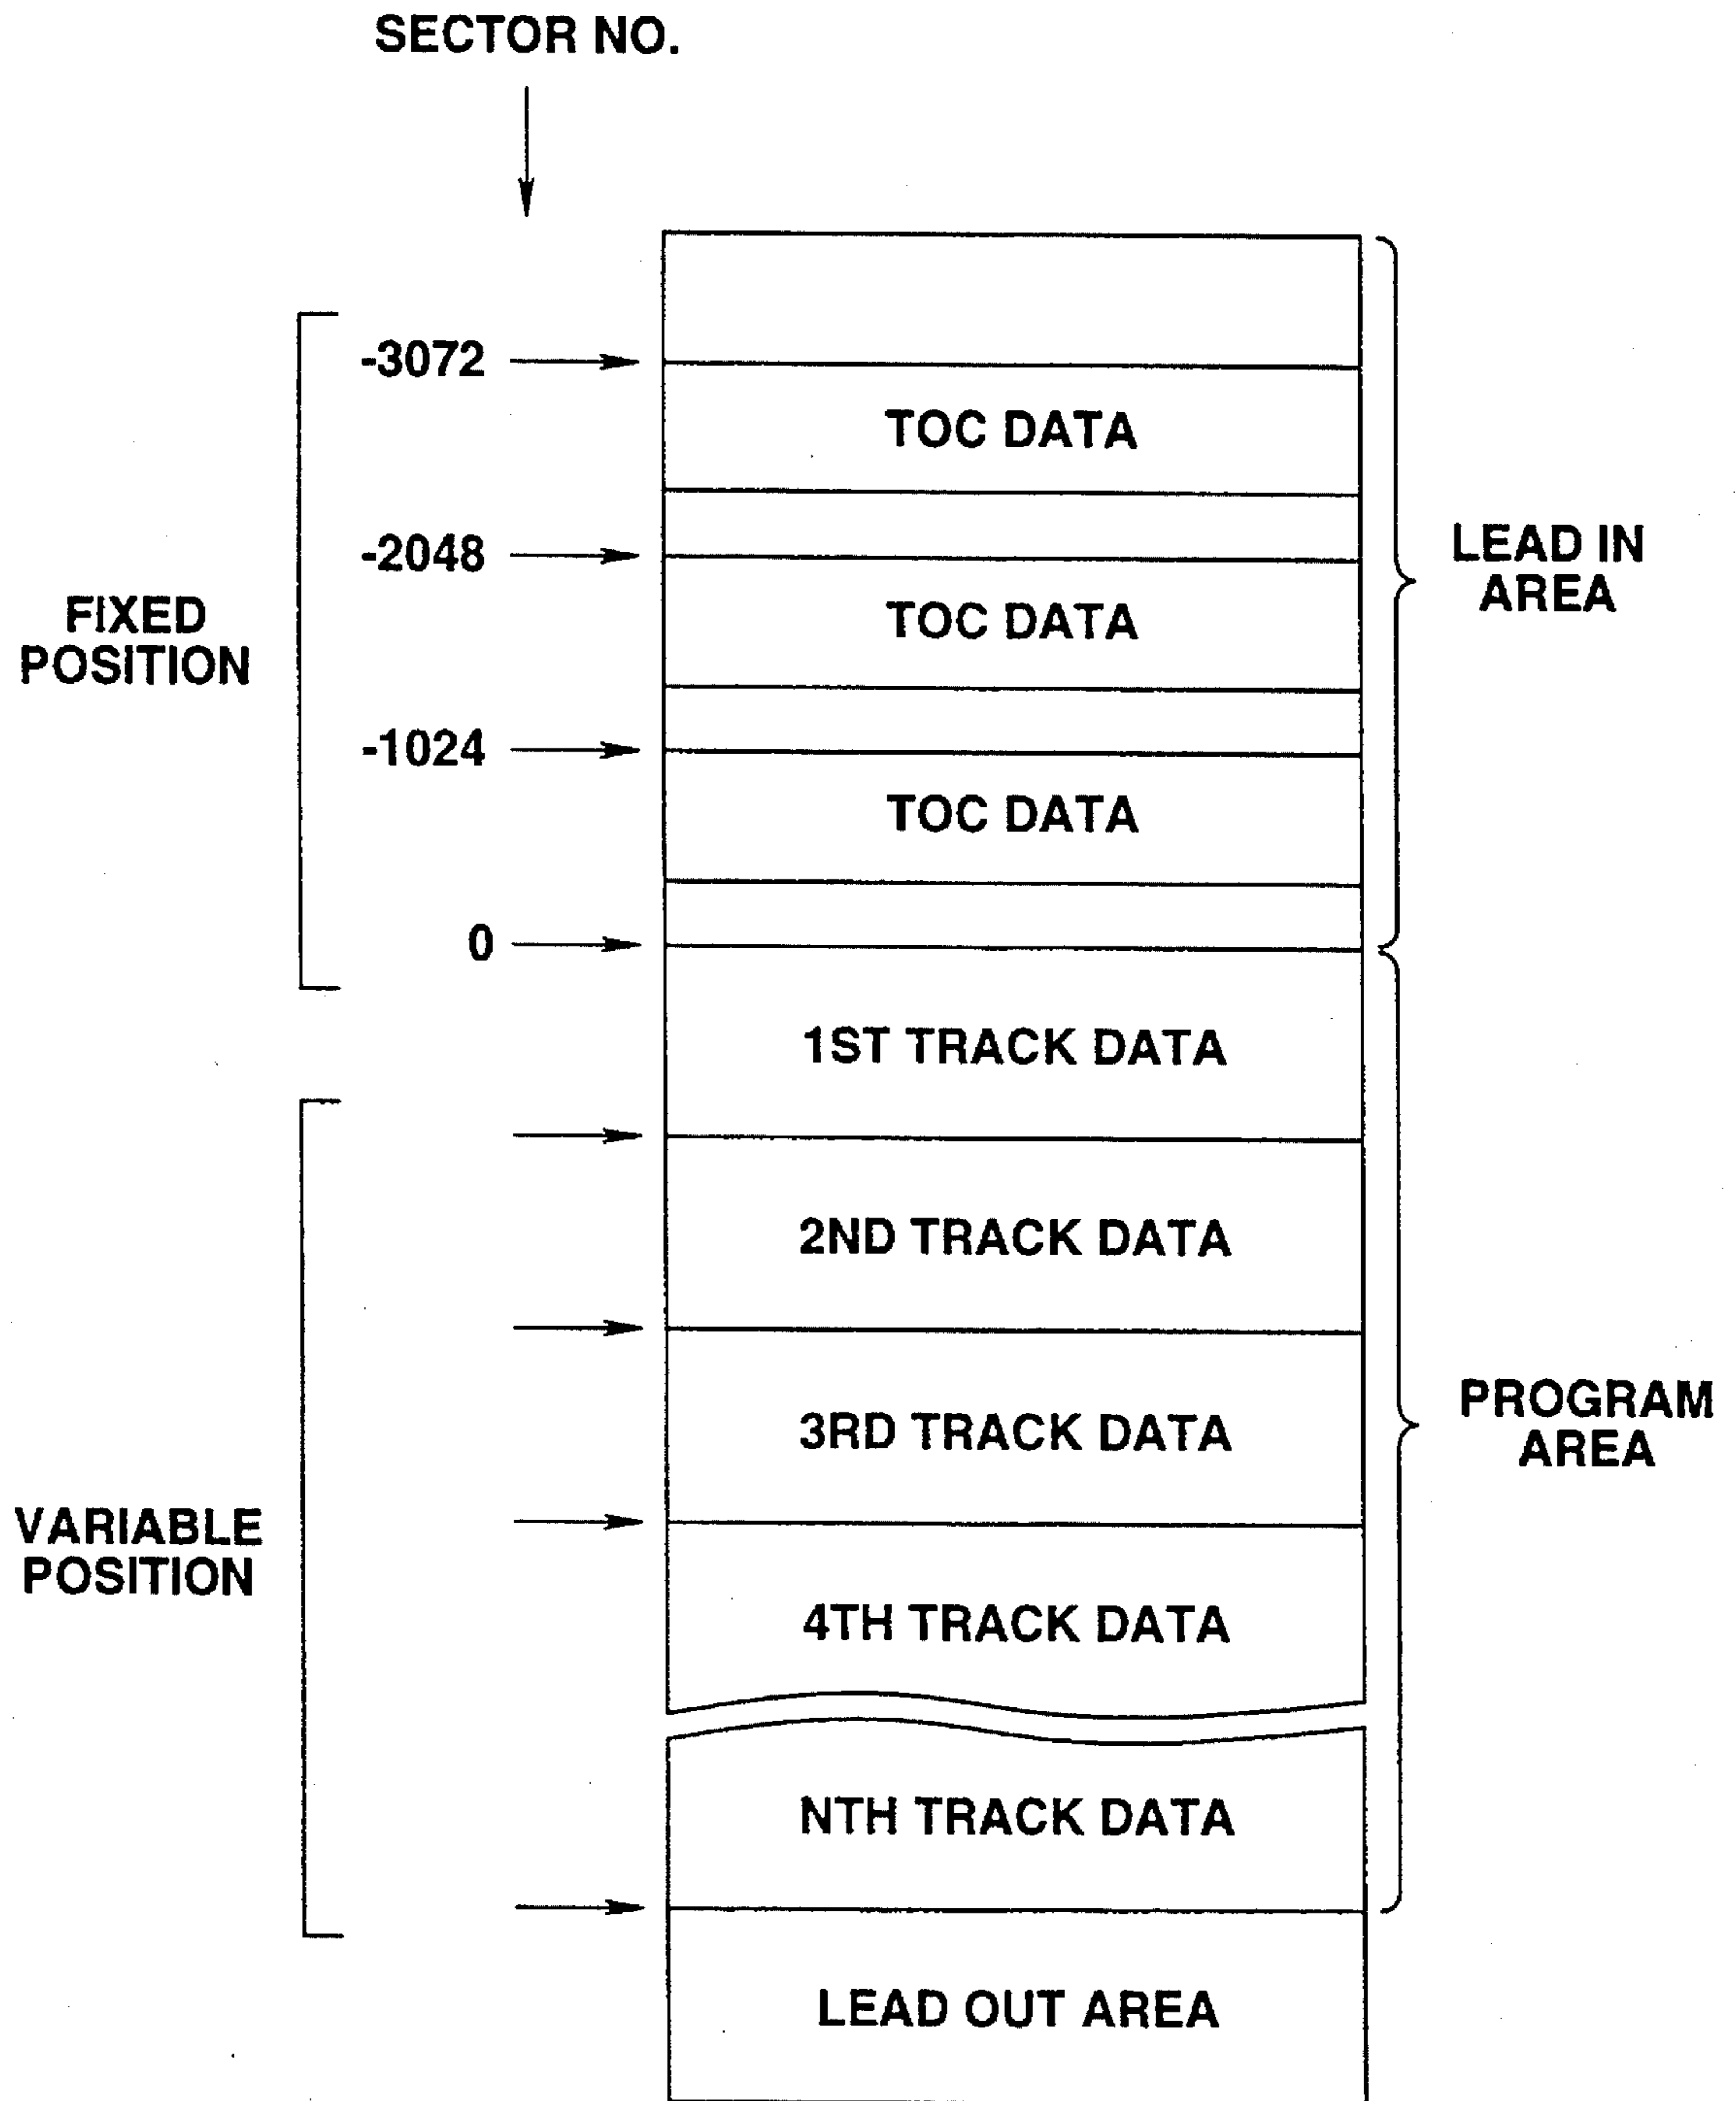 SECTOR NO.
-3072
TOC DATA
-2048
TOC DATA
LEAD IN
AREA
FIXED
POSITION
-1024
TOC DATA
0
1ST TRACK DATA
2ND TRACK DATA
3RD TRACK DATA
PROGRAM
AREA
VARIABLE
POSITION
4TH TRACK DATA
NTH TRACK DATA
LEAD OUT AREA